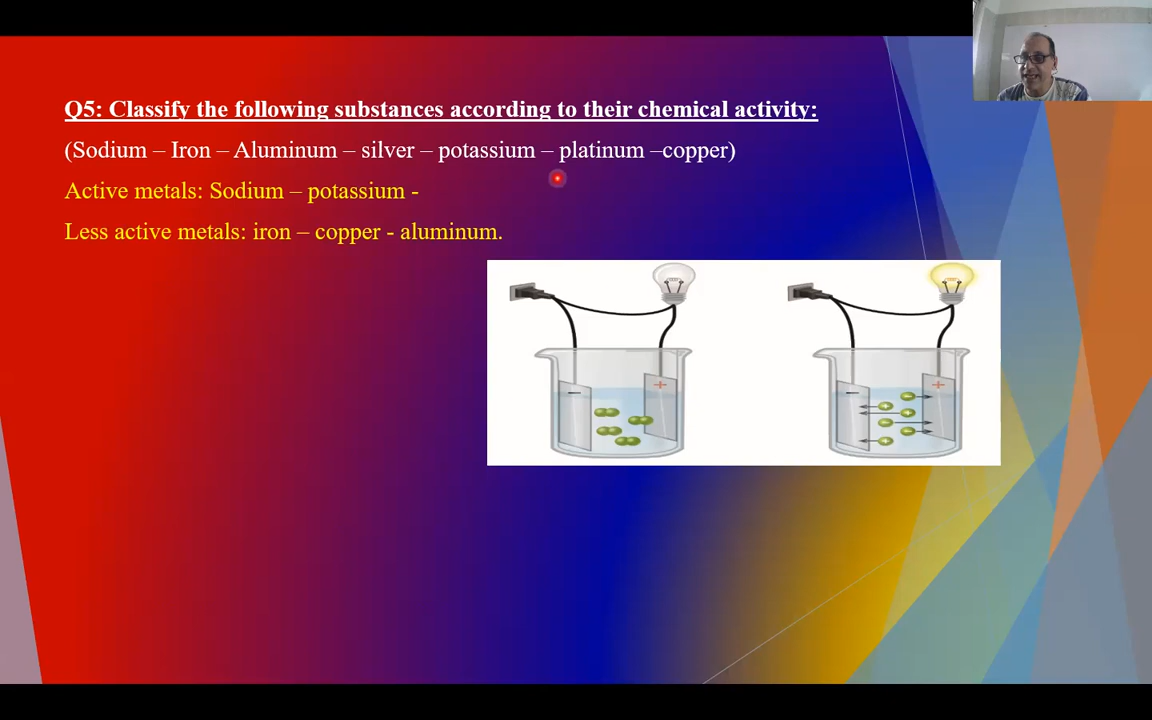 Q5: Classify the following substances according to their chemical activity:
(Sodium – Iron – Aluminum – silver – potassium – platinum –copper)
Active metals: Sodium – potassium -
Less active metals: iron – copper - aluminum.
− + − +
+ − + − − +